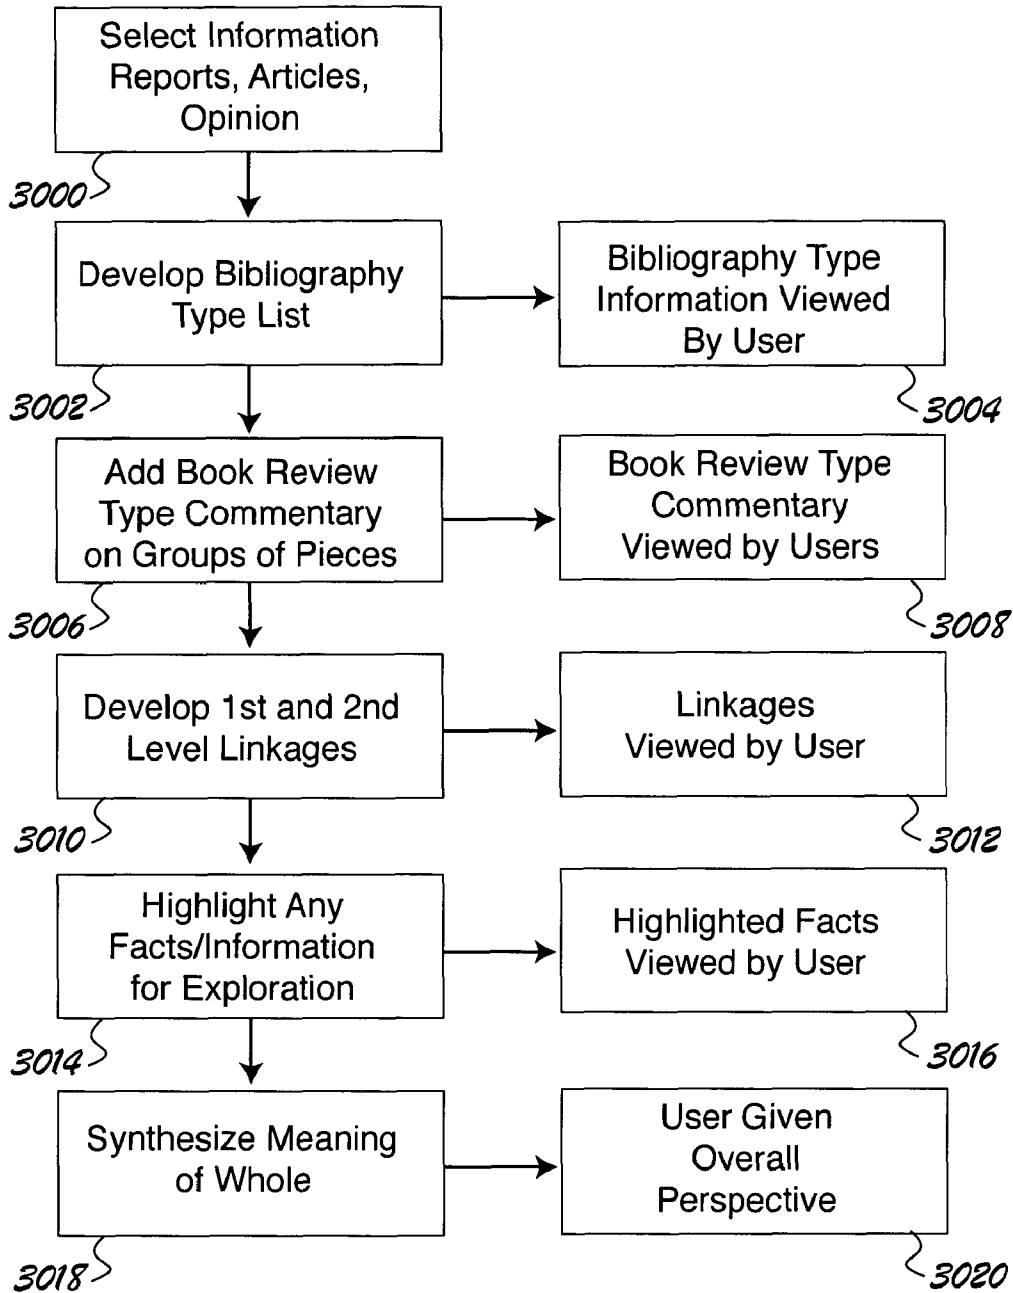 Select Information
Reports, Articles,
Opinion
3000
Develop Bibliography
Type List
3002
Bibliography Type
Information Viewed
By User
3004
Add Book Review
Type Commentary
on Groups of Pieces
3006
Book Review Type
Commentary
Viewed by Users
3008
Develop 1st and 2nd
Level Linkages
3010
Linkages
Viewed by User
3012
Highlight Any
Facts/Information
for Exploration
3014
Highlighted Facts
Viewed by User
3016
Synthesize Meaning
of Whole
3018
User Given
Overall
Perspective
3020